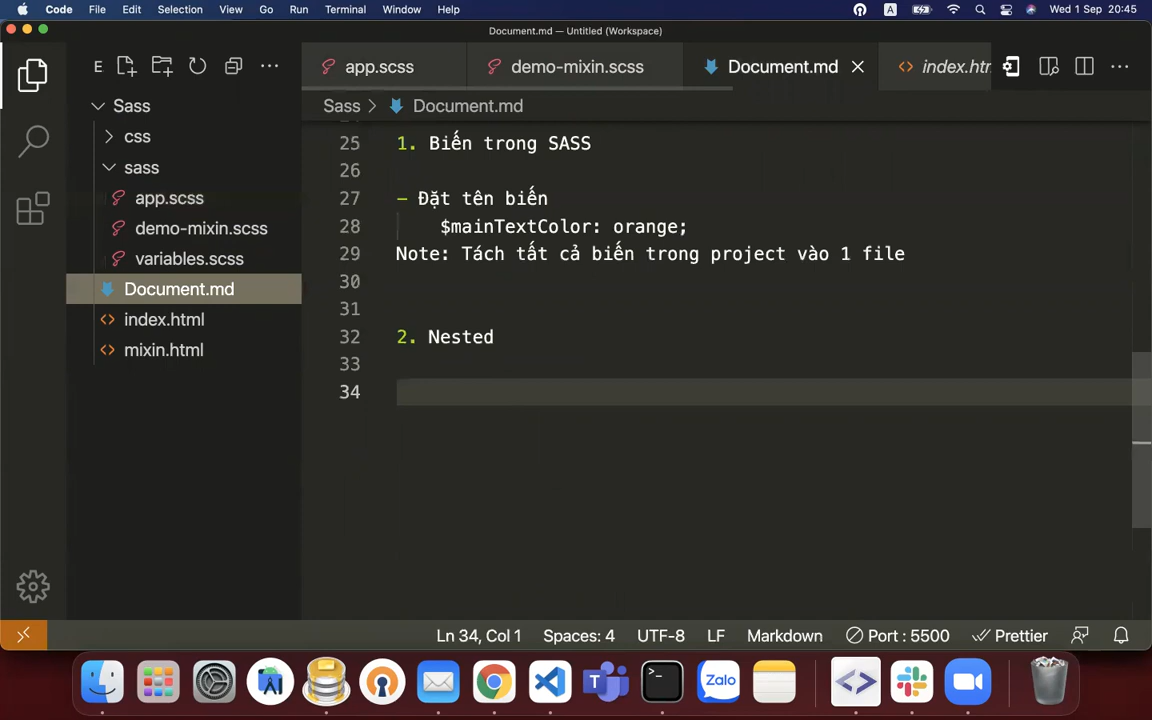 Code File Edit Selection View Go Run Terminal Window Help A Wed 1 Sep 20:45
Document.md — Untitled (Workspace)
E
app.scss demo-mixin.scss Document.md index.htm
Sass
Sass > Document.md
css
sass
app.scss
demo-mixin.scss
variables.scss
Document.md
index.html
mixin.html
25 1. Biến trong SASS
26
27 - Đặt tên biến
28 $mainTextColor: orange;
29 Note: Tách tất cả biến trong project vào 1 file
30
31
32 2. Nested
33
34
Ln 34, Col 1 Spaces: 4 UTF-8 LF Markdown Port : 5500 Prettier
Zalo